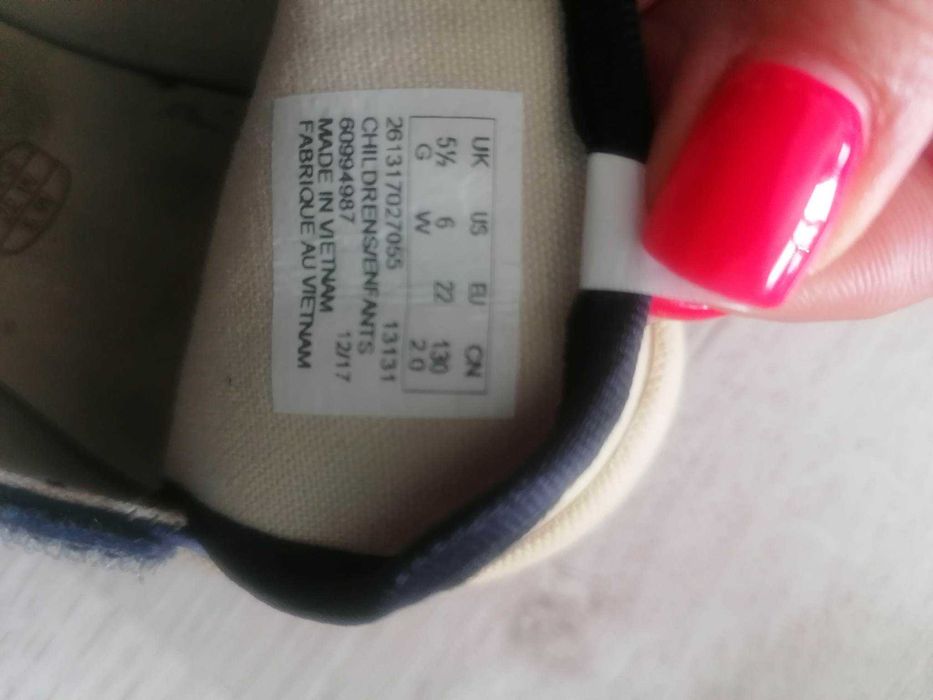 UK US EU CN
5½ 6 22 130
G W 2.0
261317027055 13131
CHILDRENS/ENFANTS
60994987 12/17
MADE IN VIETNAM
FABRIQUE AU VIETNAM